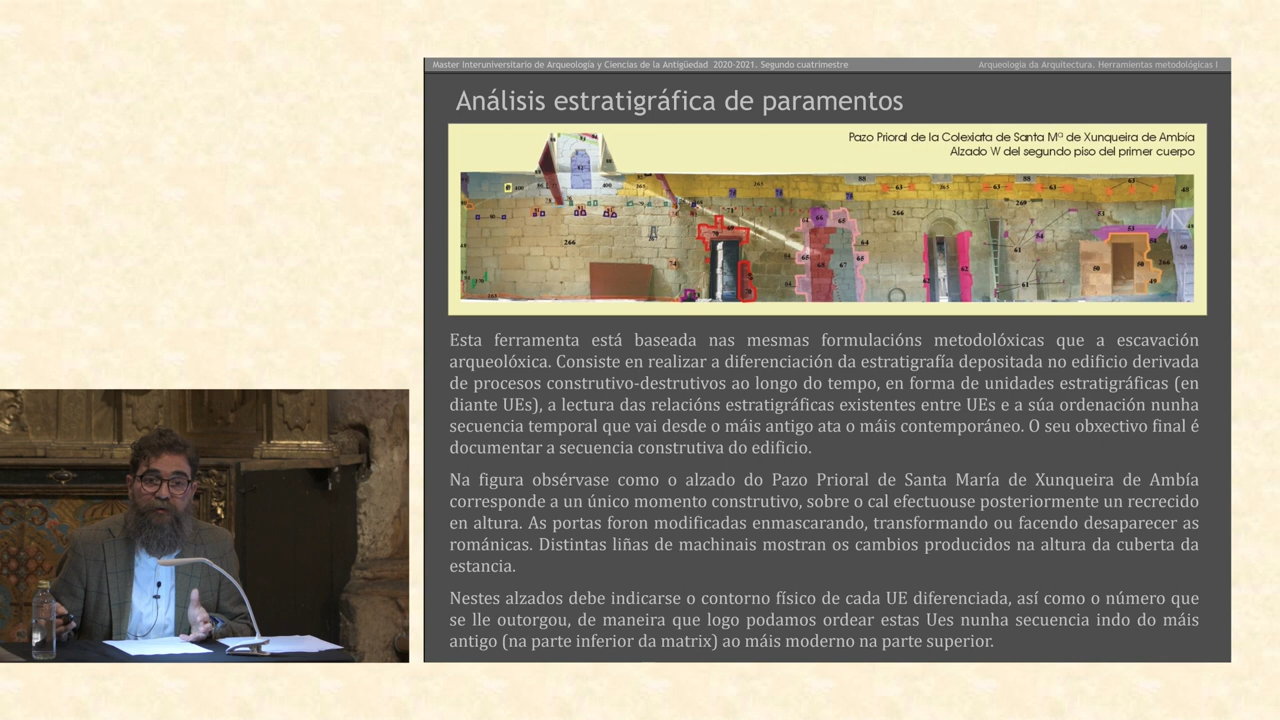 Master Interuniversitario de Arqueología y Ciencias de la Antigüedad 2020-2021. Segundo cuatrimestre
Arqueología da Arquitectura. Herramientas metodológicas I
Análisis estratigráfica de paramentos
Pazo Prioral de la Colexiata de Santa Mª de Xunqueira de Ambía
Alzado W del segundo piso del primer cuerpo
Esta ferramenta está baseada nas mesmas formulacións metodolóxicas que a escavación
arqueolóxica. Consiste en realizar a diferenciación da estratigrafía depositada no edificio derivada
de procesos construtivo-destrutivos ao longo do tempo, en forma de unidades estratigráficas (en
diante UEs), a lectura das relacións estratigráficas existentes entre UEs e a súa ordenación nunha
secuencia temporal que vai desde o máis antigo ata o máis contemporáneo. O seu obxectivo final é
documentar a secuencia construtiva do edificio.
Na figura obsérvase como o alzado do Pazo Prioral de Santa María de Xunqueira de Ambía
corresponde a un único momento construtivo, sobre o cal efectuouse posteriormente un recrecido
en altura. As portas foron modificadas enmascarando, transformando ou facendo desaparecer as
románicas. Distintas liñas de machinais mostran os cambios producidos na altura da cuberta da
estancia.
Nestes alzados debe indicarse o contorno físico de cada UE diferenciada, así como o número que
se lle outorgou, de maneira que logo podamos ordear estas Ues nunha secuencia indo do máis
antigo (na parte inferior da matrix) ao máis moderno na parte superior.